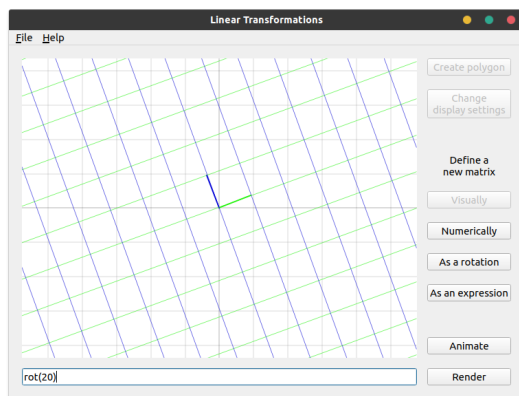 Linear Transformations
File Help
Create polygon
Change
display settings
Define a
new matrix
Visually
Numerically
As a rotation
As an expression
Animate
rot(20)
Render